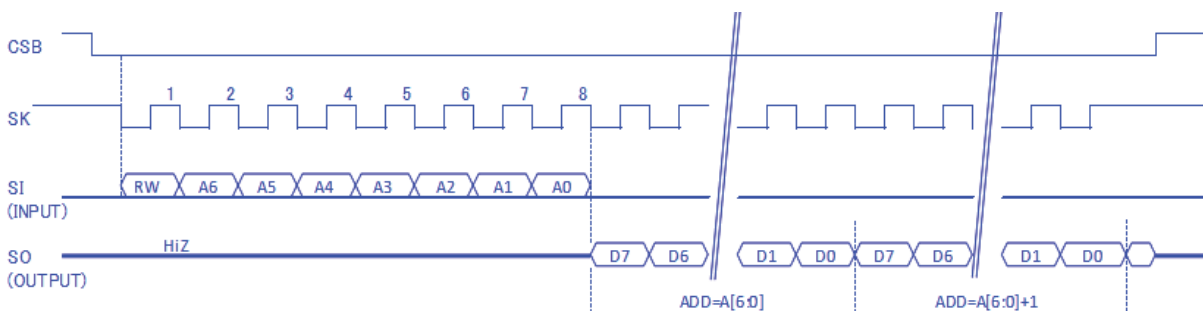 CSB
1 2 3 4 5 6 7 8
SK
SI RW A6 A5 A4 A3 A2 A1 A0
(INPUT)
HiZ
SO D7 D6 D1 D0 D7 D6 D1 D0
(OUTPUT)
ADD=A[6:0] ADD=A[6:0]+1